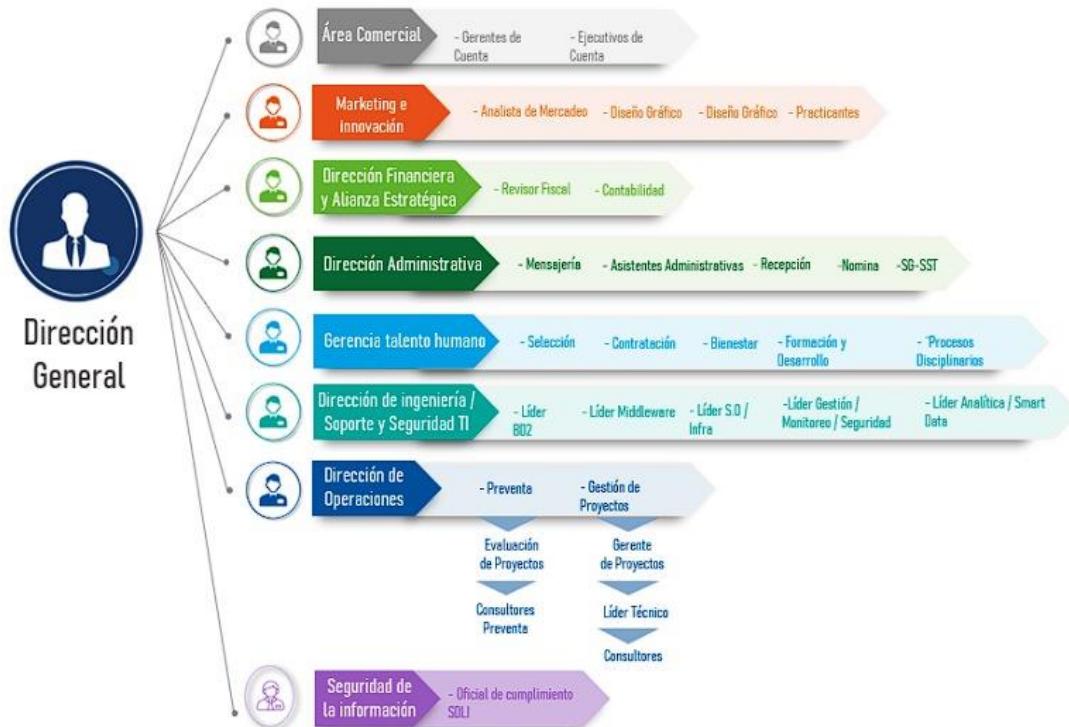 Dirección
General
Área Comercial
- Gerentes de
Cuenta
- Ejecutivos de
Cuenta
Marketing e
Innovación
- Analista de Mercadeo
- Diseño Gráfico
- Diseño Gráfico
- Practicantes
Dirección Financiera
y Alianza Estratégica
- Revisor Fiscal
- Contabilidad
Dirección Administrativa
- Mensajería
- Asistentes Administrativas
- Recepción
-Nomina
-SG-SST
Gerencia talento humano
- Selección
- Contratación
- Bienestar
- Formación y
Desarrollo
- ¨Procesos
Disciplinarios
Dirección de ingeniería /
Soporte y Seguridad TI
- Líder
BD2
- Líder Middleware
- Líder S.O /
Infra
-Líder Gestión /
Monitoreo / Seguridad
- Líder Analítica / Smart
Data
Dirección de
Operaciones
- Preventa
- Gestión de
Proyectos
Evaluación
de Proyectos
Gerente
de Proyectos
Consultores
Preventa
Líder Técnico
Consultores
Seguridad de
la información
- Oficial de cumplimiento
SDLI